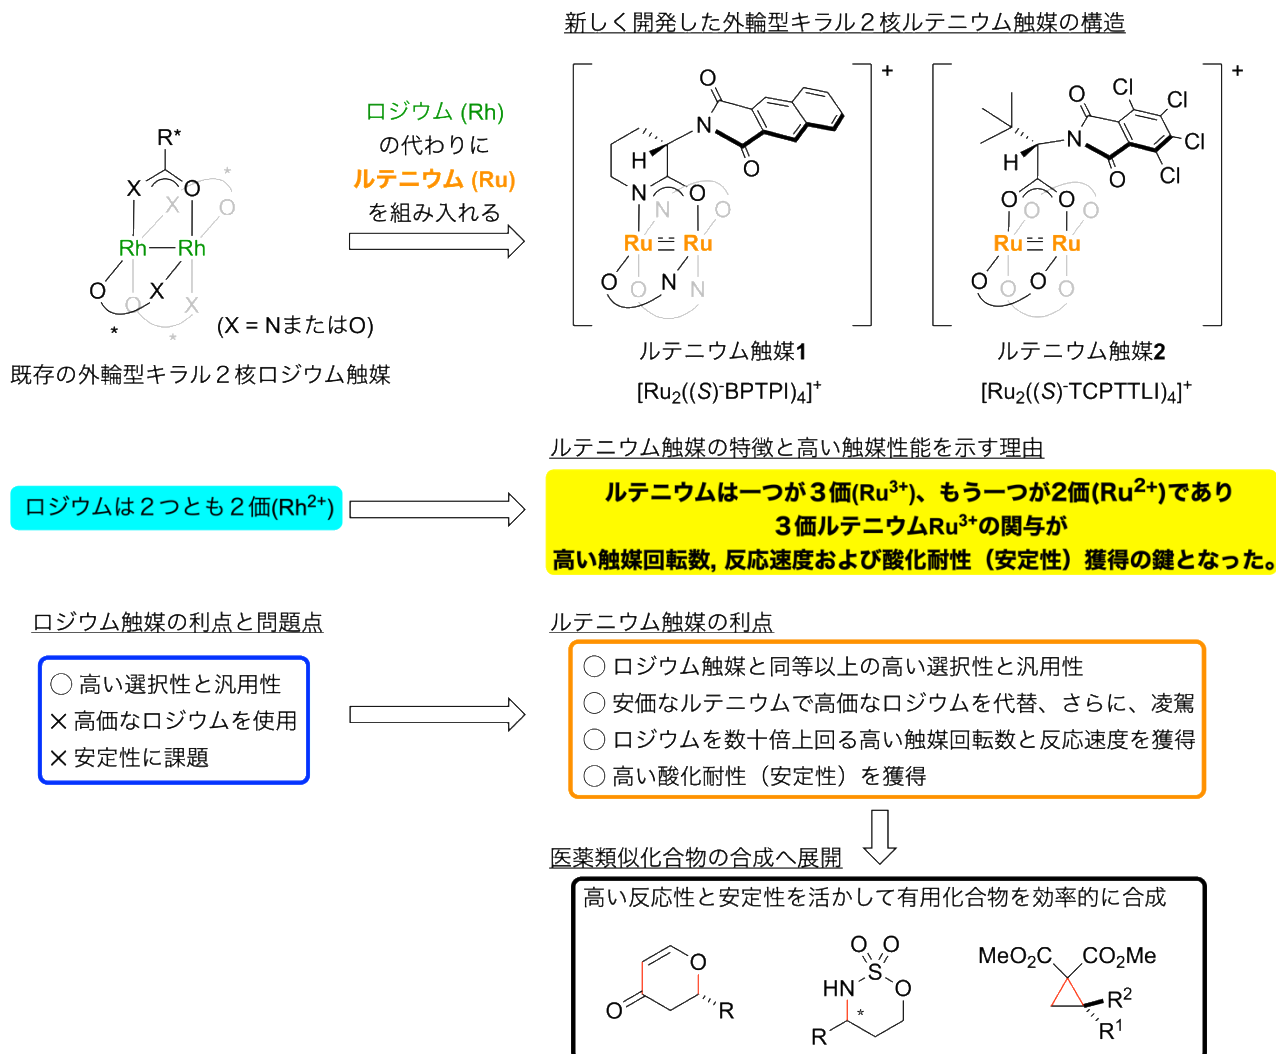 新しく開発した外輪型キラル２核ルテニウム触媒の構造
ロジウム (Rh)
の代わりに
ルテニウム (Ru)
を組み入れる
R*
X O
X O
*
Rh Rh
O X
O X
*
*
(X = NまたはO)
既存の外輪型キラル２核ロジウム触媒
+
O
N
O
H
N O
N O
Ru Ru
O N
O N
ルテニウム触媒1
[Ru2((S)-BPTPI)4]+
+
Cl
O Cl
N Cl
H Cl
O
O O
O O
Ru Ru
O O
O O
ルテニウム触媒2
[Ru2((S)-TCPTTLI)4]+
ルテニウム触媒の特徴と高い触媒性能を示す理由
ロジウムは２つとも２価(Rh2+)
ルテニウムは一つが３価(Ru3+)、もう一つが2価(Ru2+)であり
３価ルテニウムRu3+の関与が
高い触媒回転数, 反応速度および酸化耐性（安定性）獲得の鍵となった。
ロジウム触媒の利点と問題点
○ 高い選択性と汎用性
× 高価なロジウムを使用
× 安定性に課題
ルテニウム触媒の利点
○ ロジウム触媒と同等以上の高い選択性と汎用性
○ 安価なルテニウムで高価なロジウムを代替、さらに、凌駕
○ ロジウムを数十倍上回る高い触媒回転数と反応速度を獲得
○ 高い酸化耐性（安定性）を獲得
医薬類似化合物の合成へ展開
高い反応性と安定性を活かして有用化合物を効率的に合成
O
O R
O O
S
HN O
*
R
MeO2C CO2Me
R2
R1